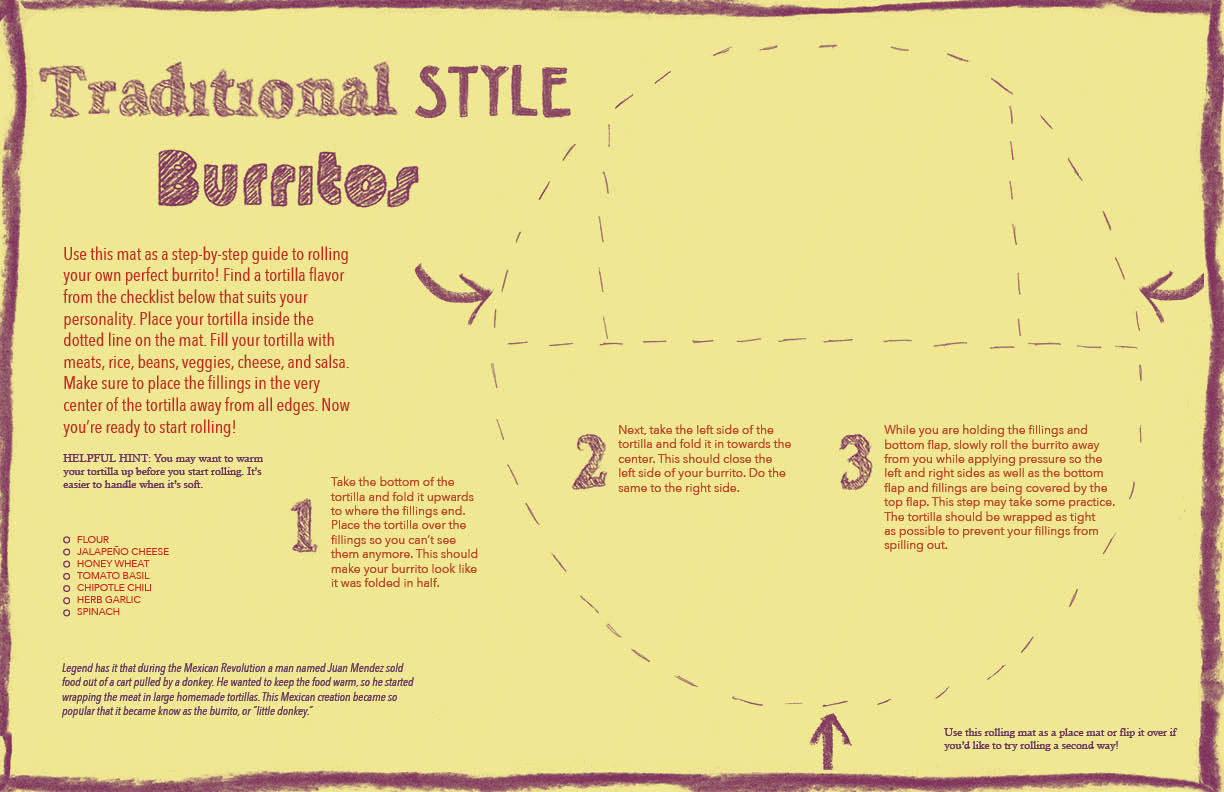 Traditional STYLE
Burritos
Use this mat as a step-by-step guide to rolling
your own perfect burrito! Find a tortilla flavor
from the checklist below that suits your
personality. Place your tortilla inside the
dotted line on the mat. Fill your tortilla with
meats, rice, beans, veggies, cheese, and salsa.
Make sure to place the fillings in the very
center of the tortilla away from all edges. Now
you're ready to start rolling!
HELPFUL HINT: You may want to warm
your tortilla up before you start rolling. It's
easier to handle when it's soft.
FLOUR
JALAPEÑO CHEESE
HONEY WHEAT
TOMATO BASIL
CHIPOTLE CHILI
HERB GARLIC
SPINACH
1
Take the bottom of the
tortilla and fold it upwards
to where the fillings end.
Place the tortilla over the
fillings so you can't see
them anymore. This should
make your burrito look like
it was folded in half.
2
Next, take the left side of the
tortilla and fold it in towards the
center. This should close the
left side of your burrito. Do the
same to the right side.
3
While you are holding the fillings and
bottom flap, slowly roll the burrito away
from you while applying pressure so the
left and right sides as well as the bottom
flap and fillings are being covered by the
top flap. This step may take some practice.
The tortilla should be wrapped as tight
as possible to prevent your fillings from
spilling out.
Legend has it that during the Mexican Revolution a man named Juan Mendez sold
food out of a cart pulled by a donkey. He wanted to keep the food warm, so he started
wrapping the meat in large homemade tortillas. This Mexican creation became so
popular that it became know as the burrito, or "little donkey."
Use this rolling mat as a place mat or flip it over if
you'd like to try rolling a second way!